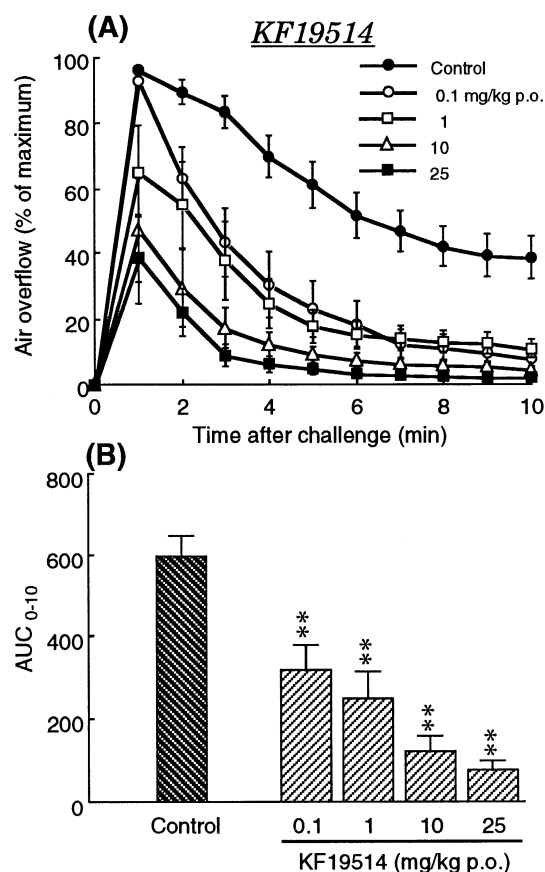 (A)
KF19514
100
80
60
40
20
0
Air overflow (% of maximum)
Control
0.1 mg/kg p.o.
1
10
25
0 2 4 6 8 10
Time after challenge (min)
(B)
800
600
400
200
0
AUC 0-10
**
**
**
**
Control 0.1 1 10 25
KF19514 (mg/kg p.o.)